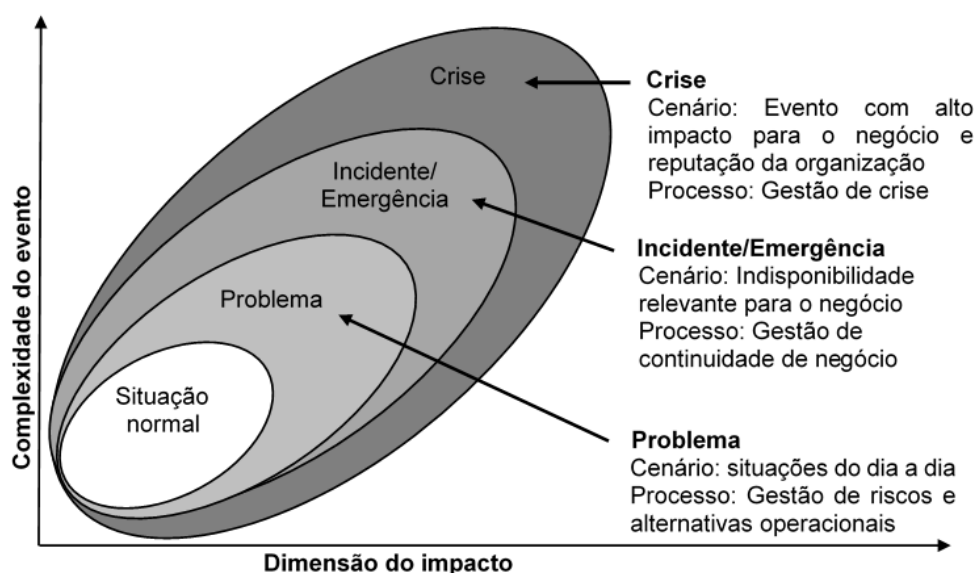 Complexidade do evento
Crise
Incidente/
Emergência
Problema
Situação
normal
Crise
Cenário: Evento com alto
impacto para o negócio e
reputação da organização
Processo: Gestão de crise
Incidente/Emergência
Cenário: Indisponibilidade
relevante para o negócio
Processo: Gestão de
continuidade de negócio
Problema
Cenário: situações do dia a dia
Processo: Gestão de riscos e
alternativas operacionais
Dimensão do impacto